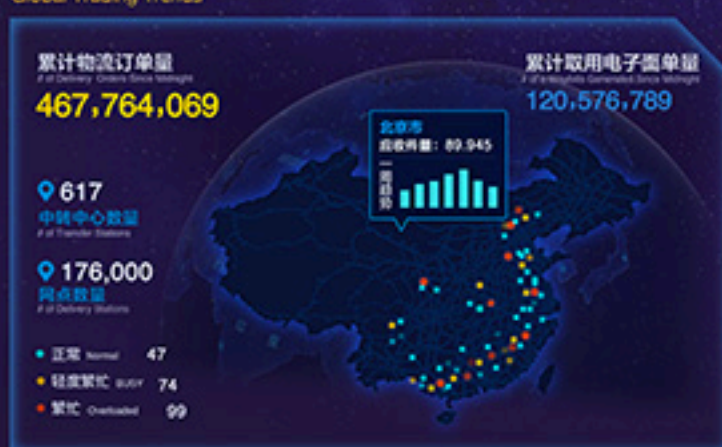 Global Trading Trends
累计物流订单量
# of Delivery Orders Since Midnight
467,764,069
累计取用电子面单量
# of e-waybills Generated Since Midnight
120,576,789
北京市
应收件量：89.945
一周趋势
617
中转中心数量
# of Transfer Stations
176,000
网点数量
# of Delivery Stations
正常 Normal 47
轻度繁忙 BUSY 74
繁忙 Overloaded 99